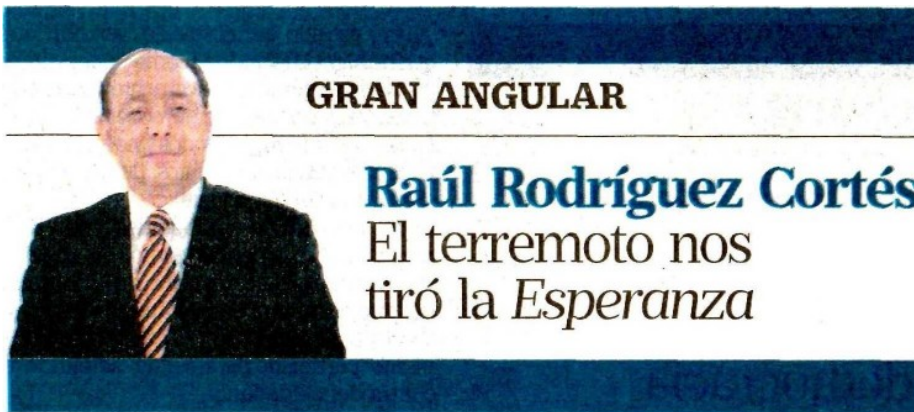 GRAN ANGULAR
Raúl Rodríguez Cortés
El terremoto nos
tiró la Esperanza